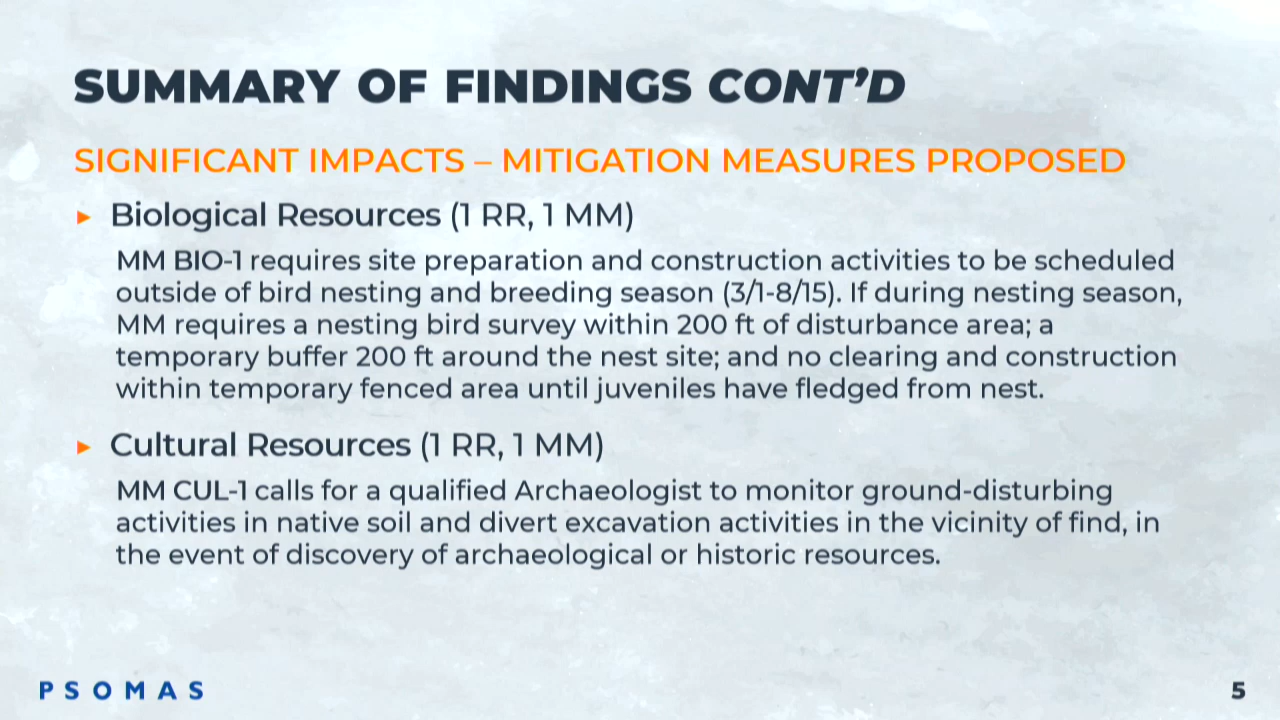 SUMMARY OF FINDINGS CONT’D
SIGNIFICANT IMPACTS – MITIGATION MEASURES PROPOSED
► Biological Resources (1 RR, 1 MM)
MM BIO-1 requires site preparation and construction activities to be scheduled
outside of bird nesting and breeding season (3/1-8/15). If during nesting season,
MM requires a nesting bird survey within 200 ft of disturbance area; a
temporary buffer 200 ft around the nest site; and no clearing and construction
within temporary fenced area until juveniles have fledged from nest.
► Cultural Resources (1 RR, 1 MM)
MM CUL-1 calls for a qualified Archaeologist to monitor ground-disturbing
activities in native soil and divert excavation activities in the vicinity of find, in
the event of discovery of archaeological or historic resources.
PSOMAS
5